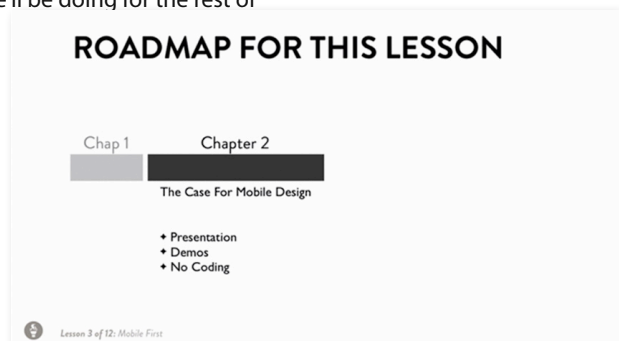 e'll be doing for the rest of
ROADMAP FOR THIS LESSON
Chap 1
Chapter 2
The Case For Mobile Design
✦ Presentation
✦ Demos
✦ No Coding
Lesson 3 of 12: Mobile First